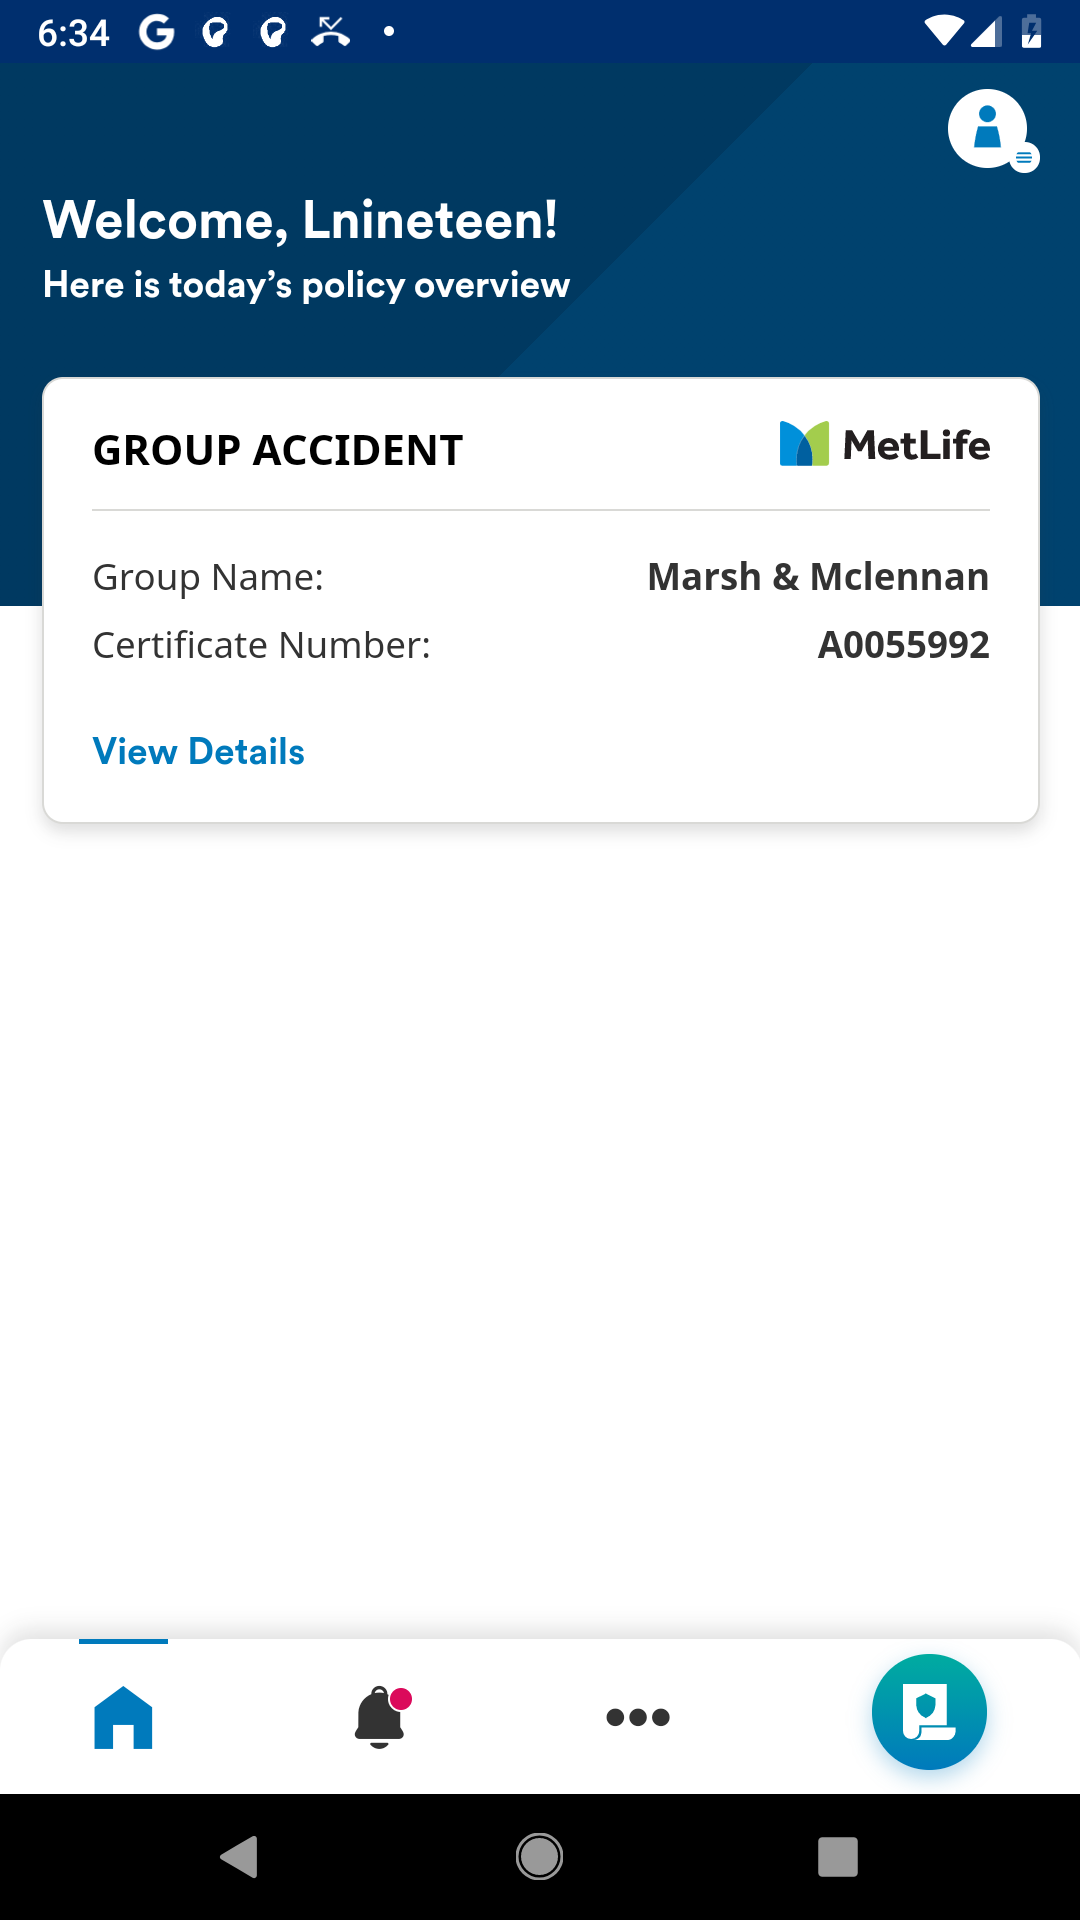 6:34
Welcome, Lnineteen!
Here is today’s policy overview
GROUP ACCIDENT
MetLife
Group Name:
Marsh & Mclennan
Certificate Number:
A0055992
View Details